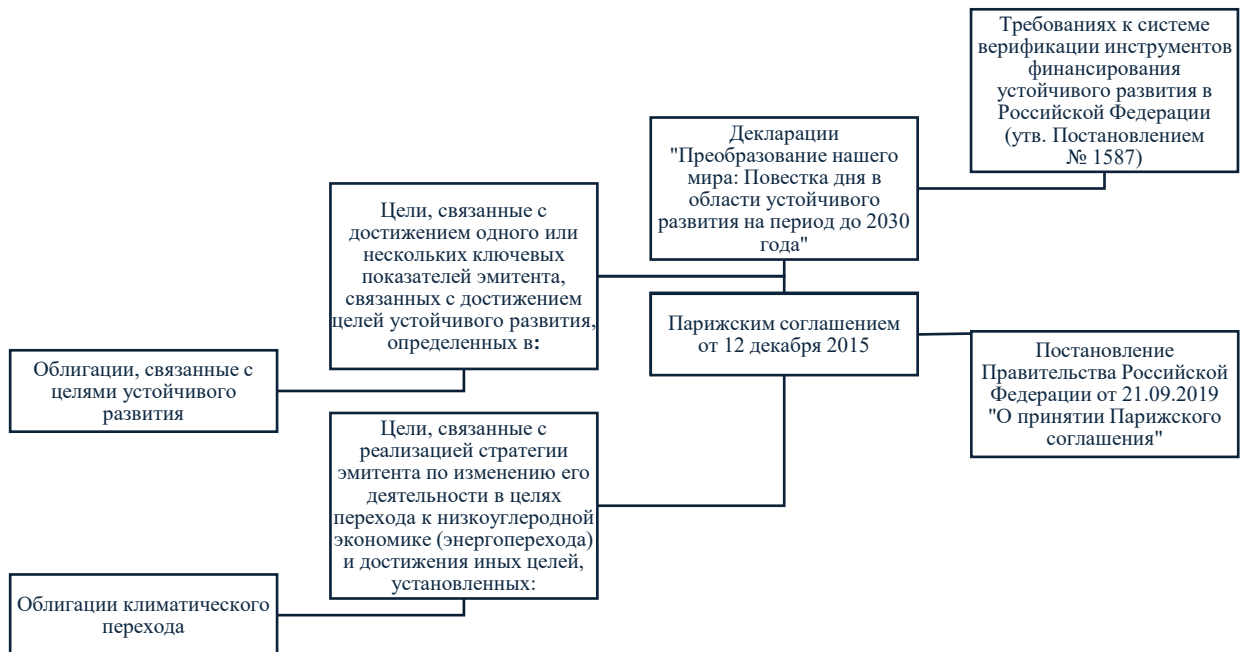 Требованиях к системе
верификации инструментов
финансирования
устойчивого развития в
Российской Федерации
(утв. Постановлением
№ 1587)
Декларации
"Преобразование нашего
мира: Повестка дня в
области устойчивого
развития на период до 2030
года"
Цели, связанные с
достижением одного или
нескольких ключевых
показателей эмитента,
связанных с достижением
целей устойчивого развития,
определенных в:
Парижским соглашением
от 12 декабря 2015
Постановление
Правительства Российской
Федерации от 21.09.2019
"О принятии Парижского
соглашения"
Облигации, связанные с
целями устойчивого
развития
Цели, связанные с
реализацией стратегии
эмитента по изменению его
деятельности в целях
перехода к низкоуглеродной
экономике (энергоперехода)
и достижения иных целей,
установленных:
Облигации климатического
перехода